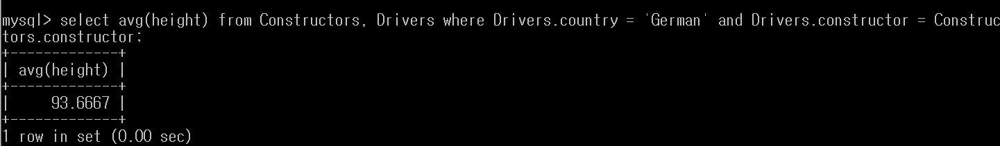 mysql> select avg(height) from Constructors, Drivers where Drivers.country = 'German' and Drivers.constructor = Construc
tors.constructor;
+-------------+
| avg(height) |
+-------------+
|     93.6667 |
+-------------+
1 row in set (0.00 sec)